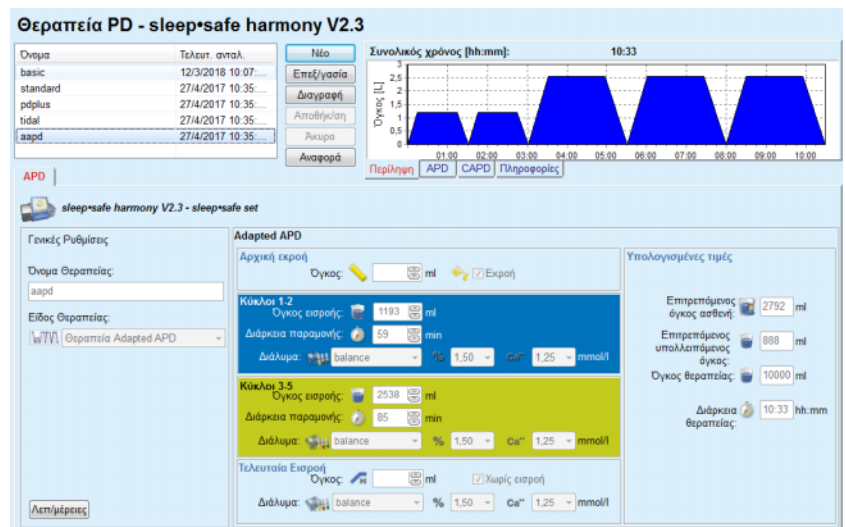 Θεραπεία PD - sleep•safe harmony V2.3
Όνομα Τελευτ. ανταλ.
basic 12/3/2018 10:07:...
standard 27/4/2017 10:35:...
pdplus 27/4/2017 10:35:...
tidal 27/4/2017 10:35:...
aapd 27/4/2017 10:35:...
Νέο
Επεξ/γασία
Διαγραφή
Αποθήκ/ση
Άκυρο
Αναφορά
Συνολικός χρόνος [hh:mm]: 10:33
Όγκος [L]
3
2,5
2
1,5
1
0,5
0
01:00 02:00 03:00 04:00 05:00 06:00 07:00 08:00 09:00 10:00
Περίληψη APD CAPD Πληροφορίες
APD
sleep•safe harmony V2.3 - sleep•safe set
Γενικές Ρυθμίσεις
Όνομα Θεραπείας:
aapd
Είδος Θεραπείας:
Θεραπεία Adapted APD
Λεπ/μέρειες
Adapted APD
Αρχική εκροή
Όγκος: ml Εκροή
Κύκλοι 1-2
Όγκος εισροής: 1193 ml
Διάρκεια παραμονής: 59 min
Διάλυμα: balance % 1,50 Ca++ 1,25 mmol/l
Κύκλοι 3-5
Όγκος εισροής: 2538 ml
Διάρκεια παραμονής: 85 min
Διάλυμα: balance % 1,50 Ca++ 1,25 mmol/l
Τελευταία Εισροή
Όγκος: ml Χωρίς εισροή
Διάλυμα: balance % 1,50 Ca++ 1,25 mmol/l
Υπολογισμένες τιμές
Επιτρεπόμενος
όγκος ασθενή: 2792 ml
Επιτρεπόμενος
υπολλειπόμενος 888 ml
όγκος:
Όγκος θεραπείας: 10000 ml
Διάρκεια 10:33 hh:mm
θεραπείας: